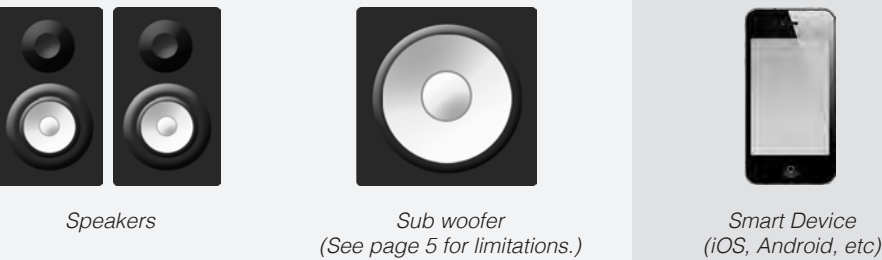 Speakers
Sub woofer
(See page 5 for limitations.)
Smart Device
(iOS, Android, etc)